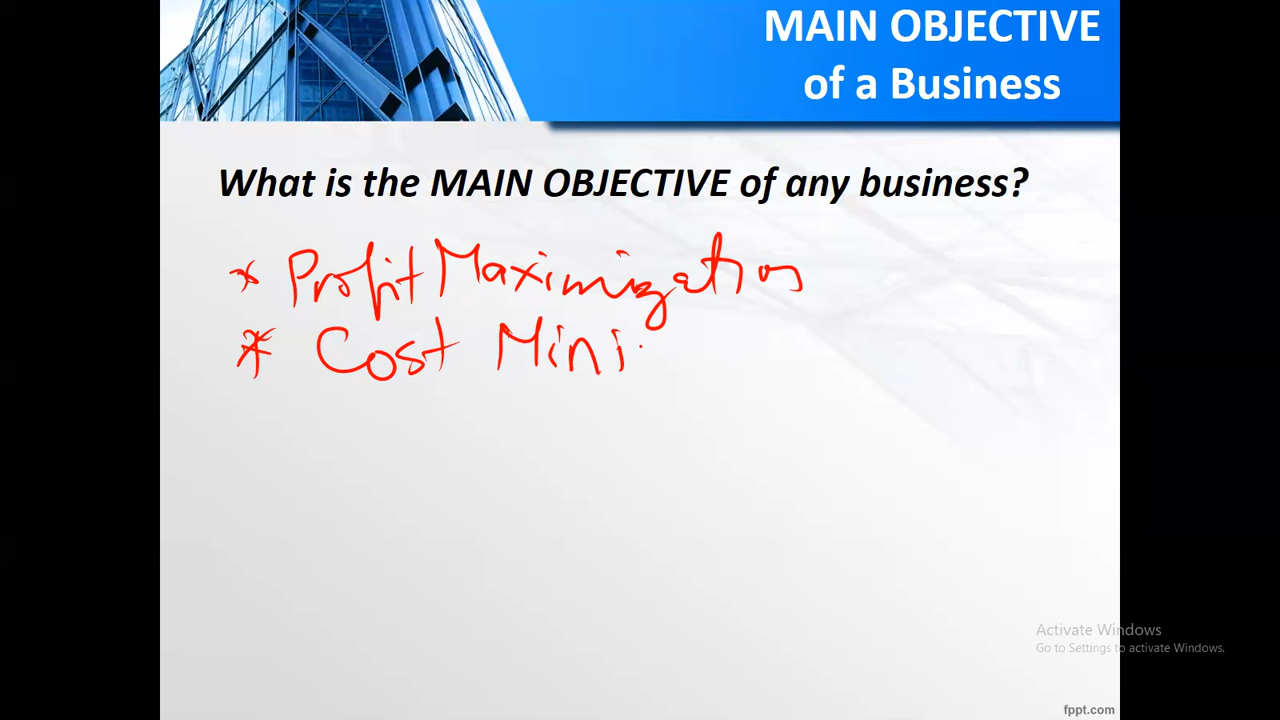 MAIN OBJECTIVE
of a Business
What is the MAIN OBJECTIVE of any business?
* Profit Maximization
* Cost Mini
Activate Windows
Go to Settings to activate Windows.
fppt.com